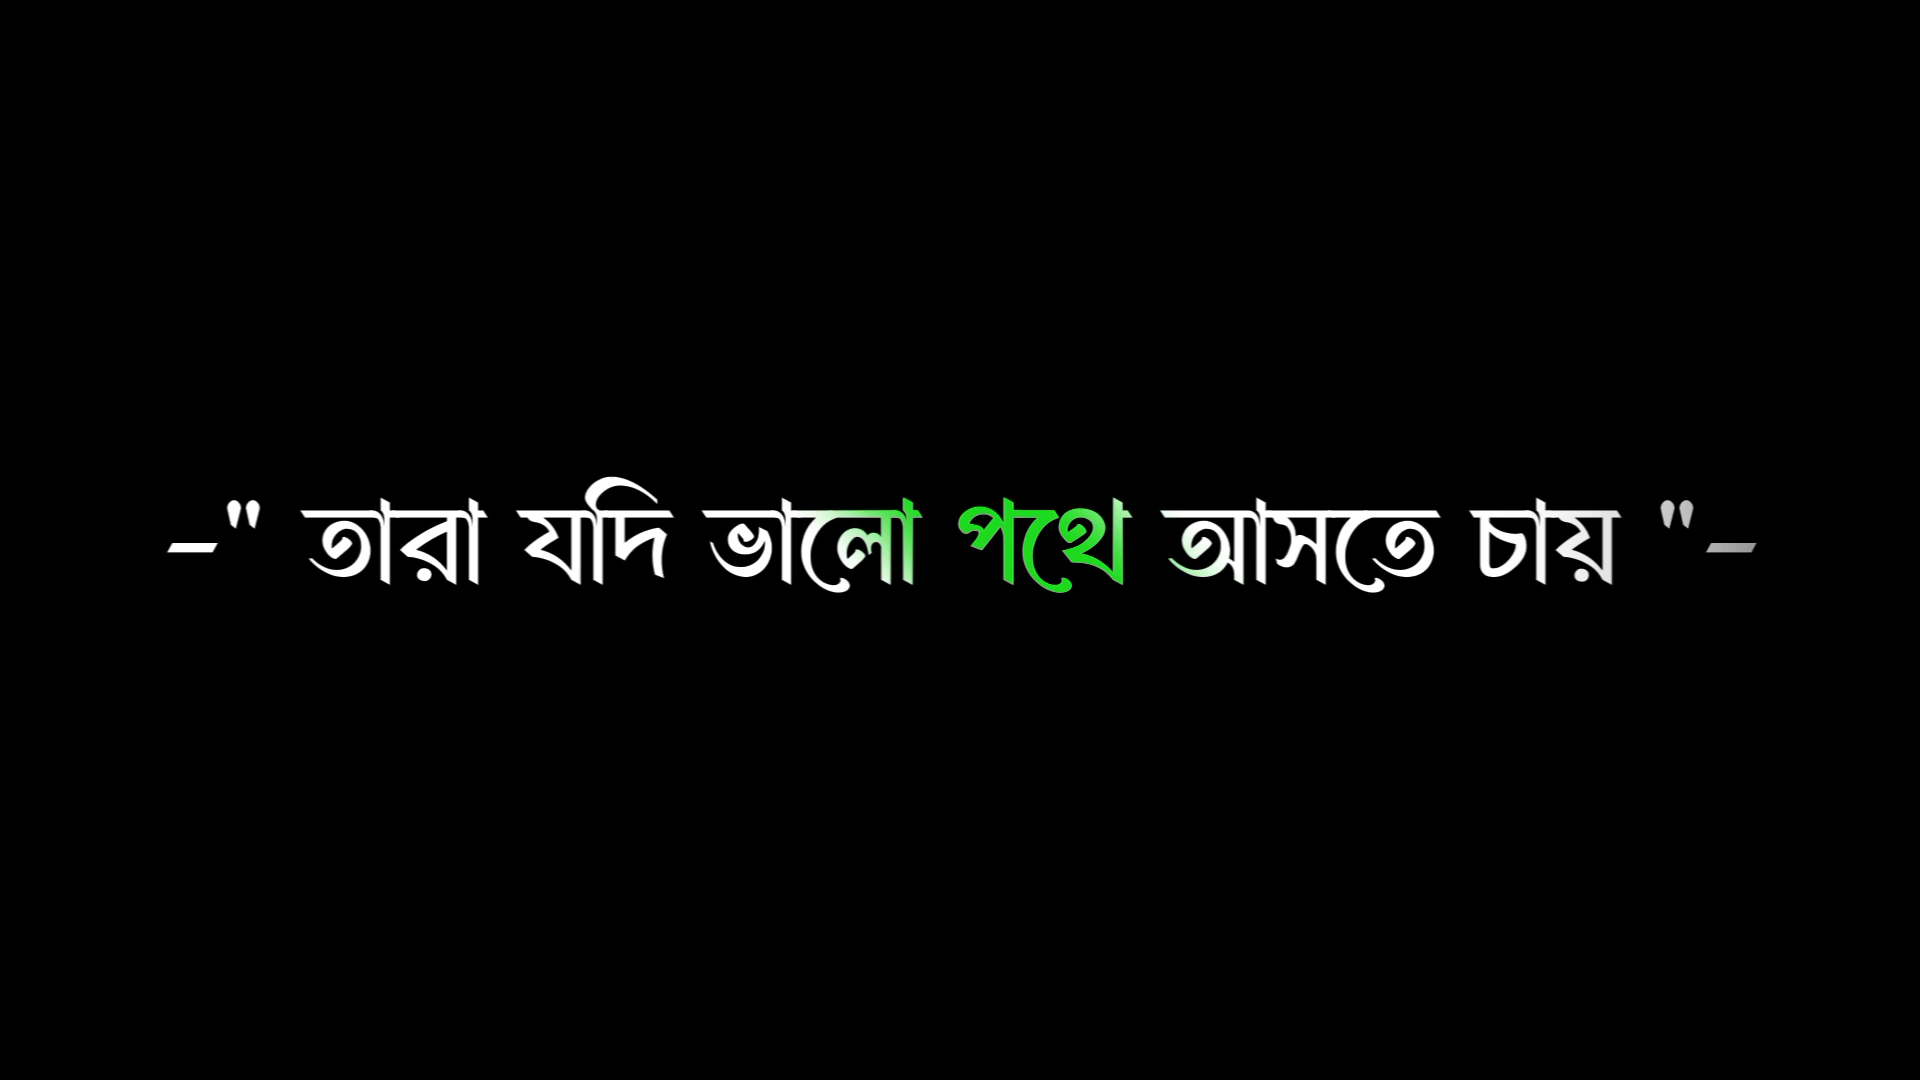 –" তারা যদি ভালো পথে আসতে চায় "–